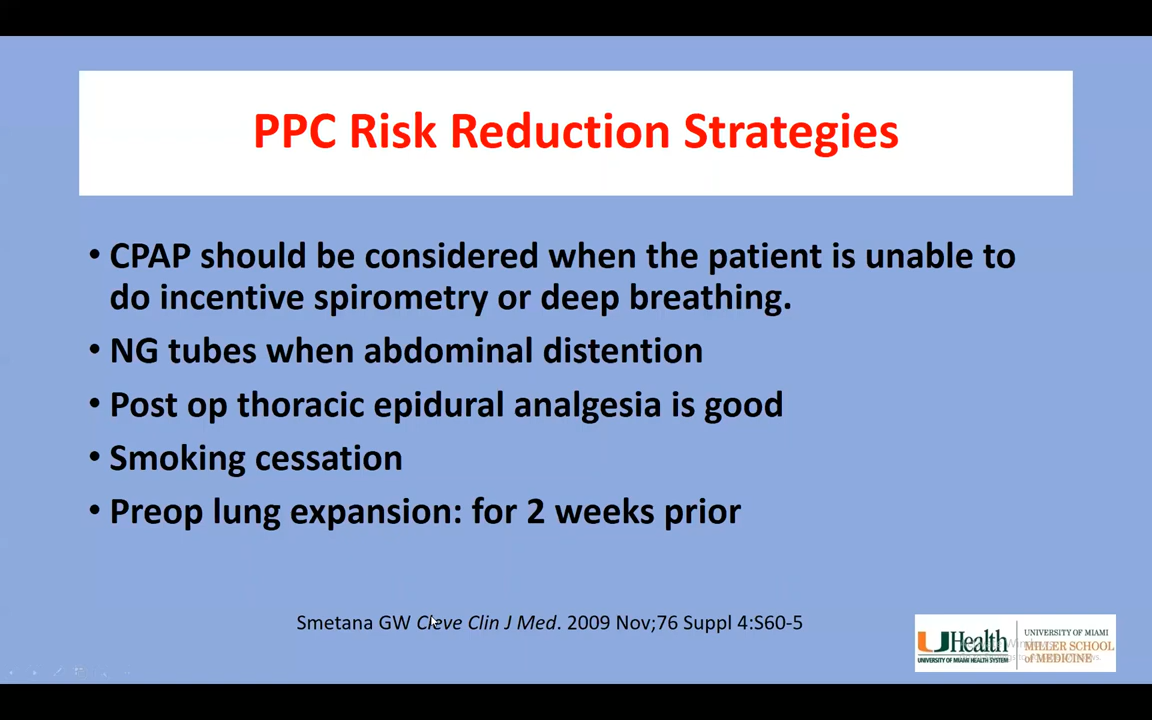 PPC Risk Reduction Strategies
• CPAP should be considered when the patient is unable to
do incentive spirometry or deep breathing.
• NG tubes when abdominal distention
• Post op thoracic epidural analgesia is good
• Smoking cessation
• Preop lung expansion: for 2 weeks prior
Smetana GW Cleve Clin J Med. 2009 Nov;76 Suppl 4:S60-5
UHealth
UNIVERSITY OF MIAMI HEALTH SYSTEM
UNIVERSITY OF MIAMI
MILLER SCHOOL
of MEDICINE